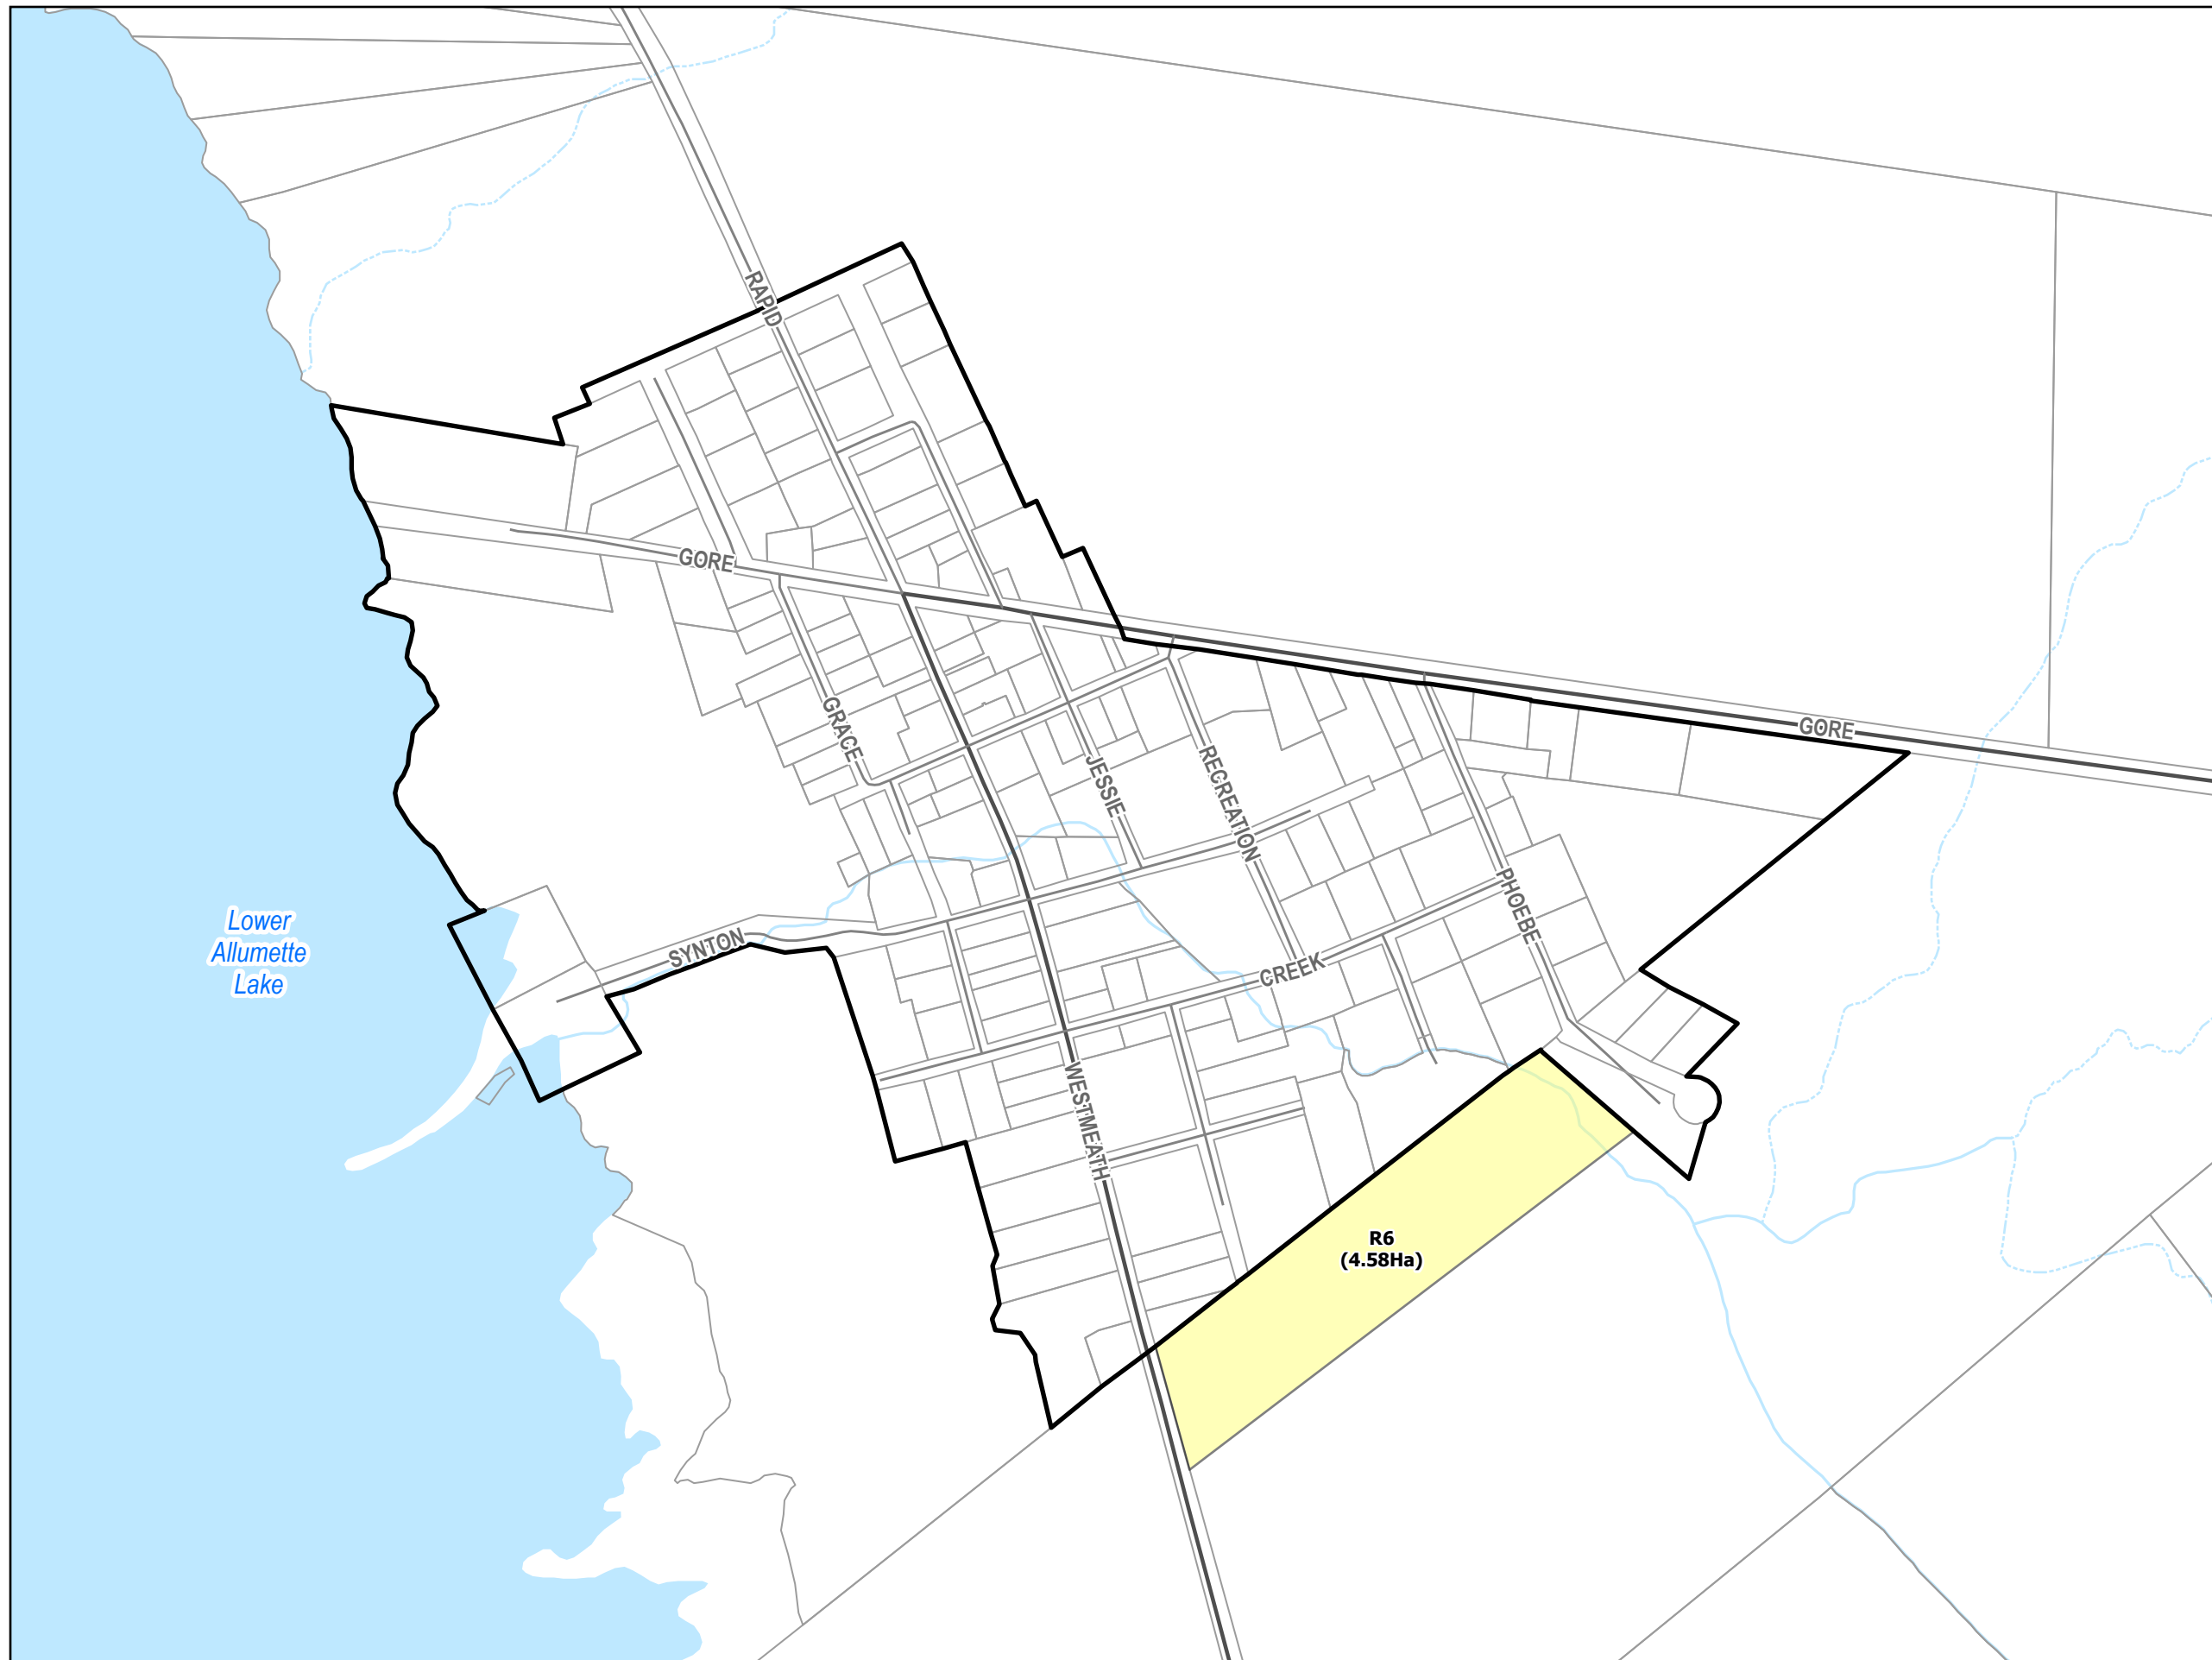 RAPID
GORE
GRACE
JESSIE
RECREATION
GORE
PHOEBE
Lower
Allumette
Lake
SYNTON
CREEK
WESTMEATH
R6
(4.58Ha)